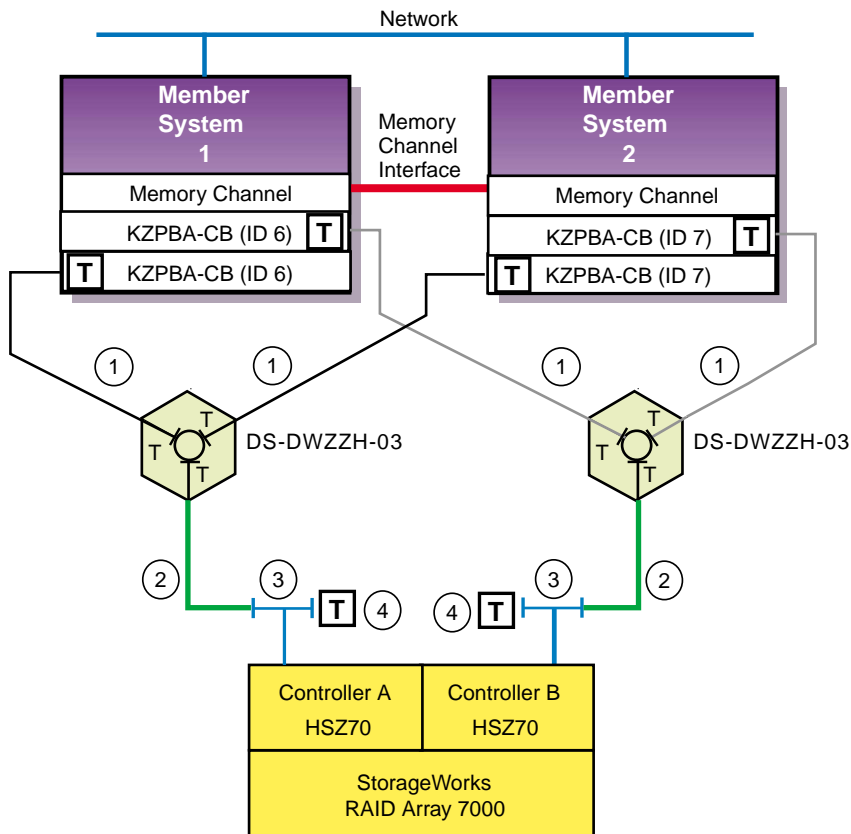 Network
Member
System
1
Member
System
2
Memory
Channel
Interface
Memory Channel
Memory Channel
KZPBA-CB (ID 6) T
KZPBA-CB (ID 7) T
T KZPBA-CB (ID 6)
T KZPBA-CB (ID 7)
1
1
1
1
T
T
T
DS-DWZZH-03
T
T
T
DS-DWZZH-03
2
3
T
4
4
T
3
2
Controller A
HSZ70
Controller B
HSZ70
StorageWorks
RAID Array 7000